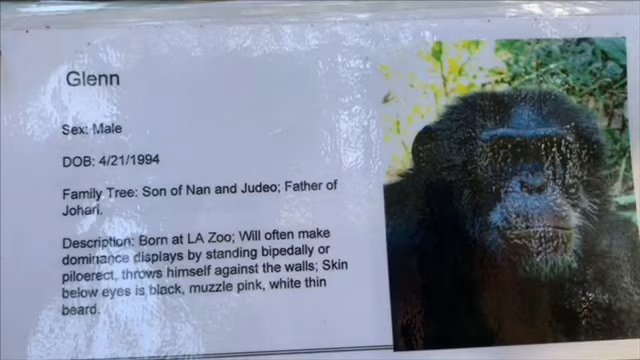 Glenn
Sex: Male
DOB: 4/21/1994
Family Tree: Son of Nan and Judeo; Father of
Johari.
Description: Born at LA Zoo; Will often make
dominance displays by standing bipedally or
piloerect, throws himself against the walls; Skin
below eyes is black, muzzle pink, white thin
beard.